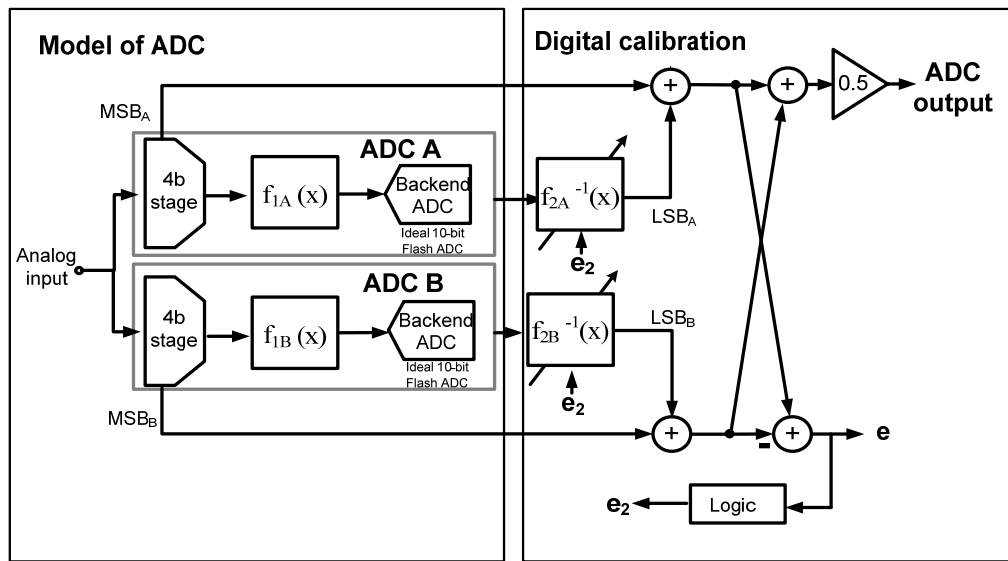 Model of ADC
MSB_A
ADC A
4b
stage
f_1A (x)
Backend
ADC
Ideal 10-bit
Flash ADC
Analog
input
ADC B
4b
stage
f_1B (x)
Backend
ADC
Ideal 10-bit
Flash ADC
MSB_B
Digital calibration
+
+
0.5
ADC
output
f_2A^-1(x)
LSB_A
e_2
f_2B^-1(x)
LSB_B
e_2
+
-
+
e
Logic
e_2